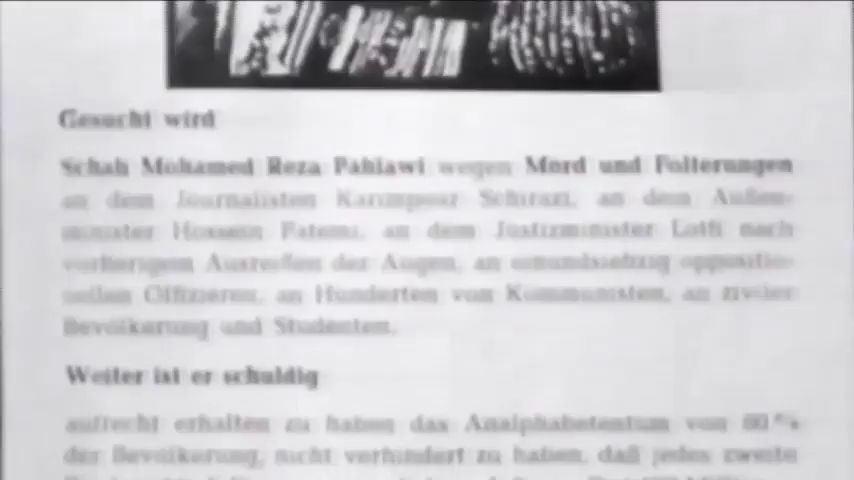 Gesucht wird
Schah Mohamed Reza Pahlawi wegen Mord und Folterungen
an dem Journalisten Karimpour Schirazi, an dem Außen-
minister Hossein Fatemi, an dem Justizminister Lotfi nach
vorherigem Ausreißen der Augen, an einundsiebzig oppositio-
nellen Offizieren, an Hunderten von Kommunisten, an ziviler
Bevölkerung und Studenten.
Weiter ist er schuldig
aufrecht erhalten zu haben das Analphabetentum von 80 %
der Bevölkerung, nicht verhindert zu haben, daß jedes zweite